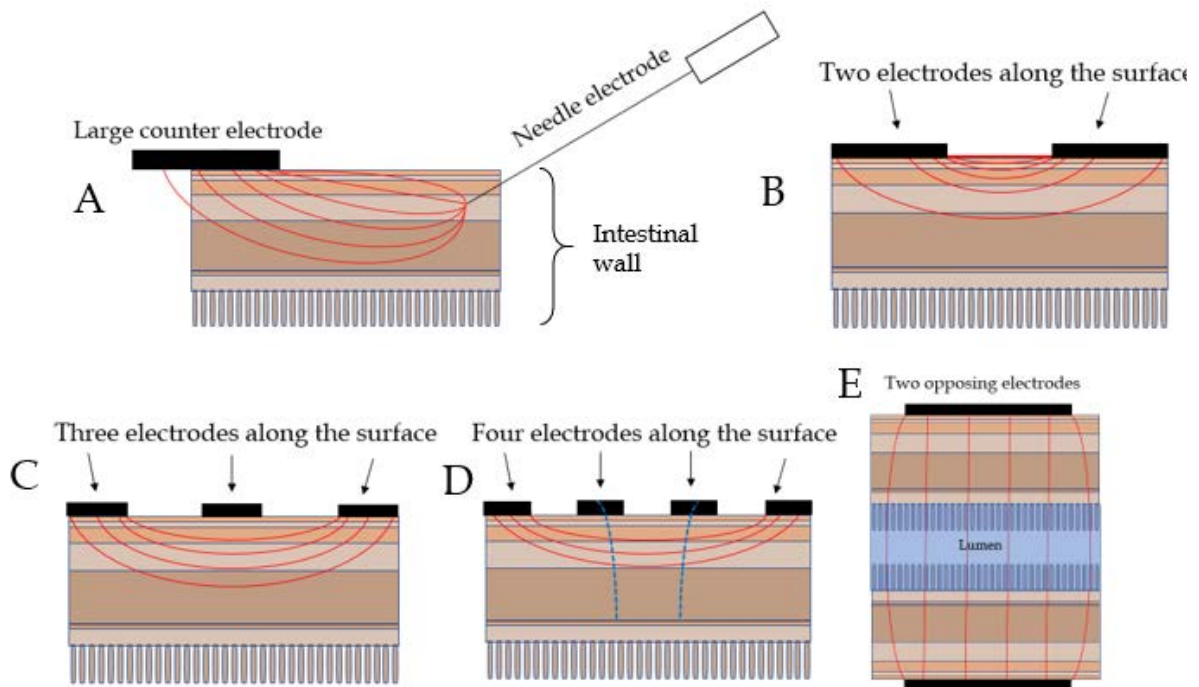 Large counter electrode
Needle electrode
A
Intestinal
wall
Two electrodes along the surface
B
Three electrodes along the surface
C
Four electrodes along the surface
D
E
Two opposing electrodes
Lumen